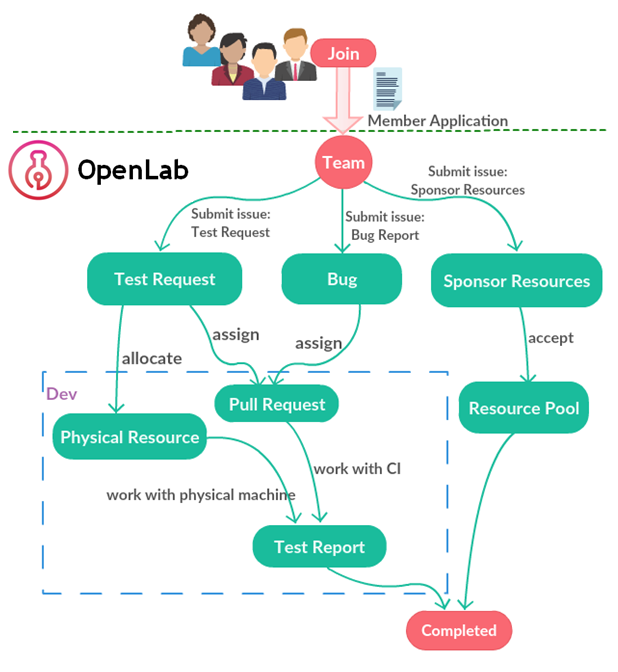 Join
Member Application
OpenLab
Team
Submit issue:
Test Request
Submit issue:
Bug Report
Submit issue:
Sponsor Resources
Test Request
Bug
Sponsor Resources
allocate
assign
assign
accept
Dev
Pull Request
Resource Pool
Physical Resource
work with CI
work with physical machine
Test Report
Completed